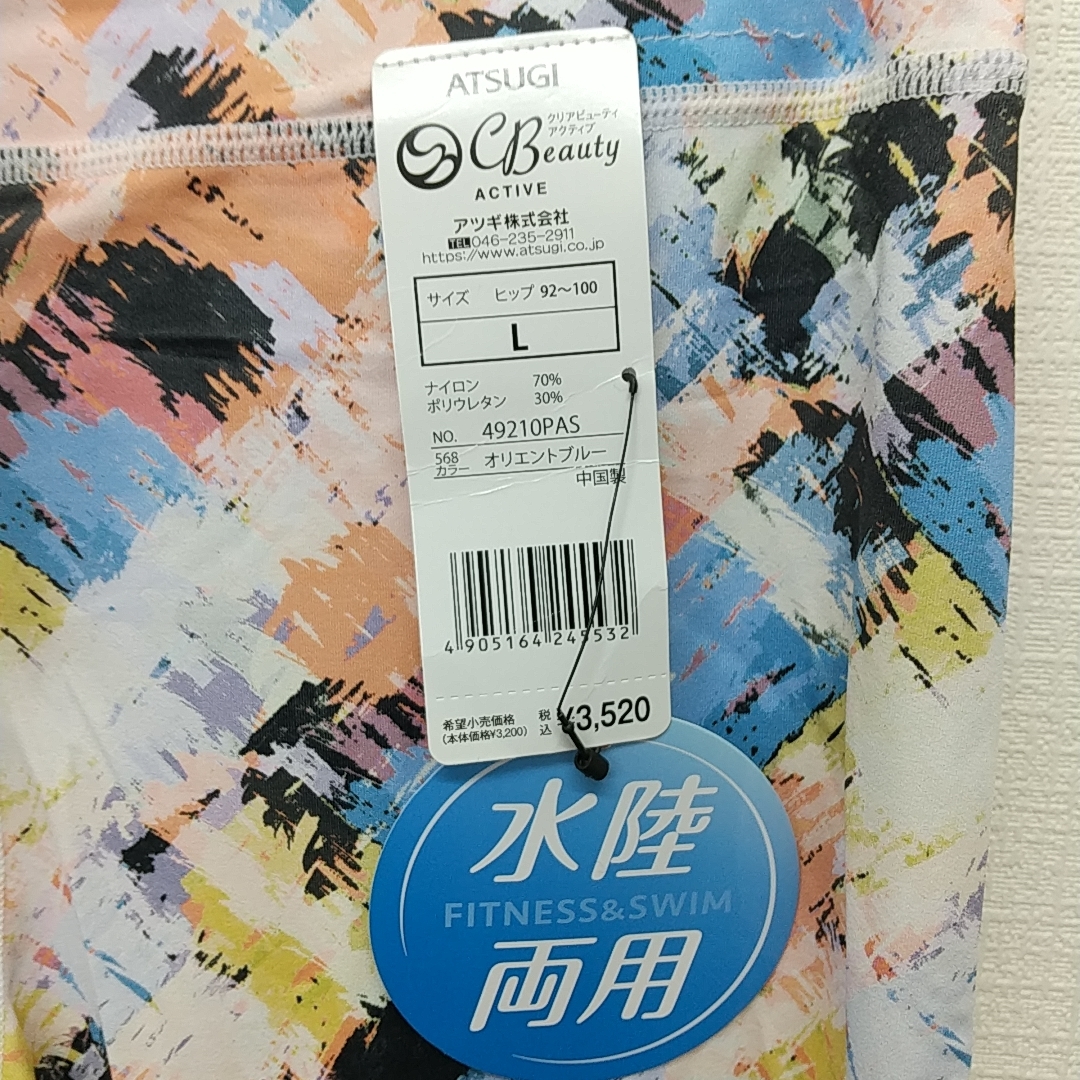 ATSUGI
クリアビューティ
アクティブ
CBeauty
ACTIVE
アツギ株式会社
TEL 046-235-2911
https://www.atsugi.co.jp
サイズ ヒップ 92～100
L
ナイロン 70%
ポリウレタン 30%
NO. 49210PAS
568
カラー オリエントブルー
中国製
4 905164 245532
希望小売価格 税込 ¥3,520
(本体価格¥3,200)
水陸
FITNESS&SWIM
両用